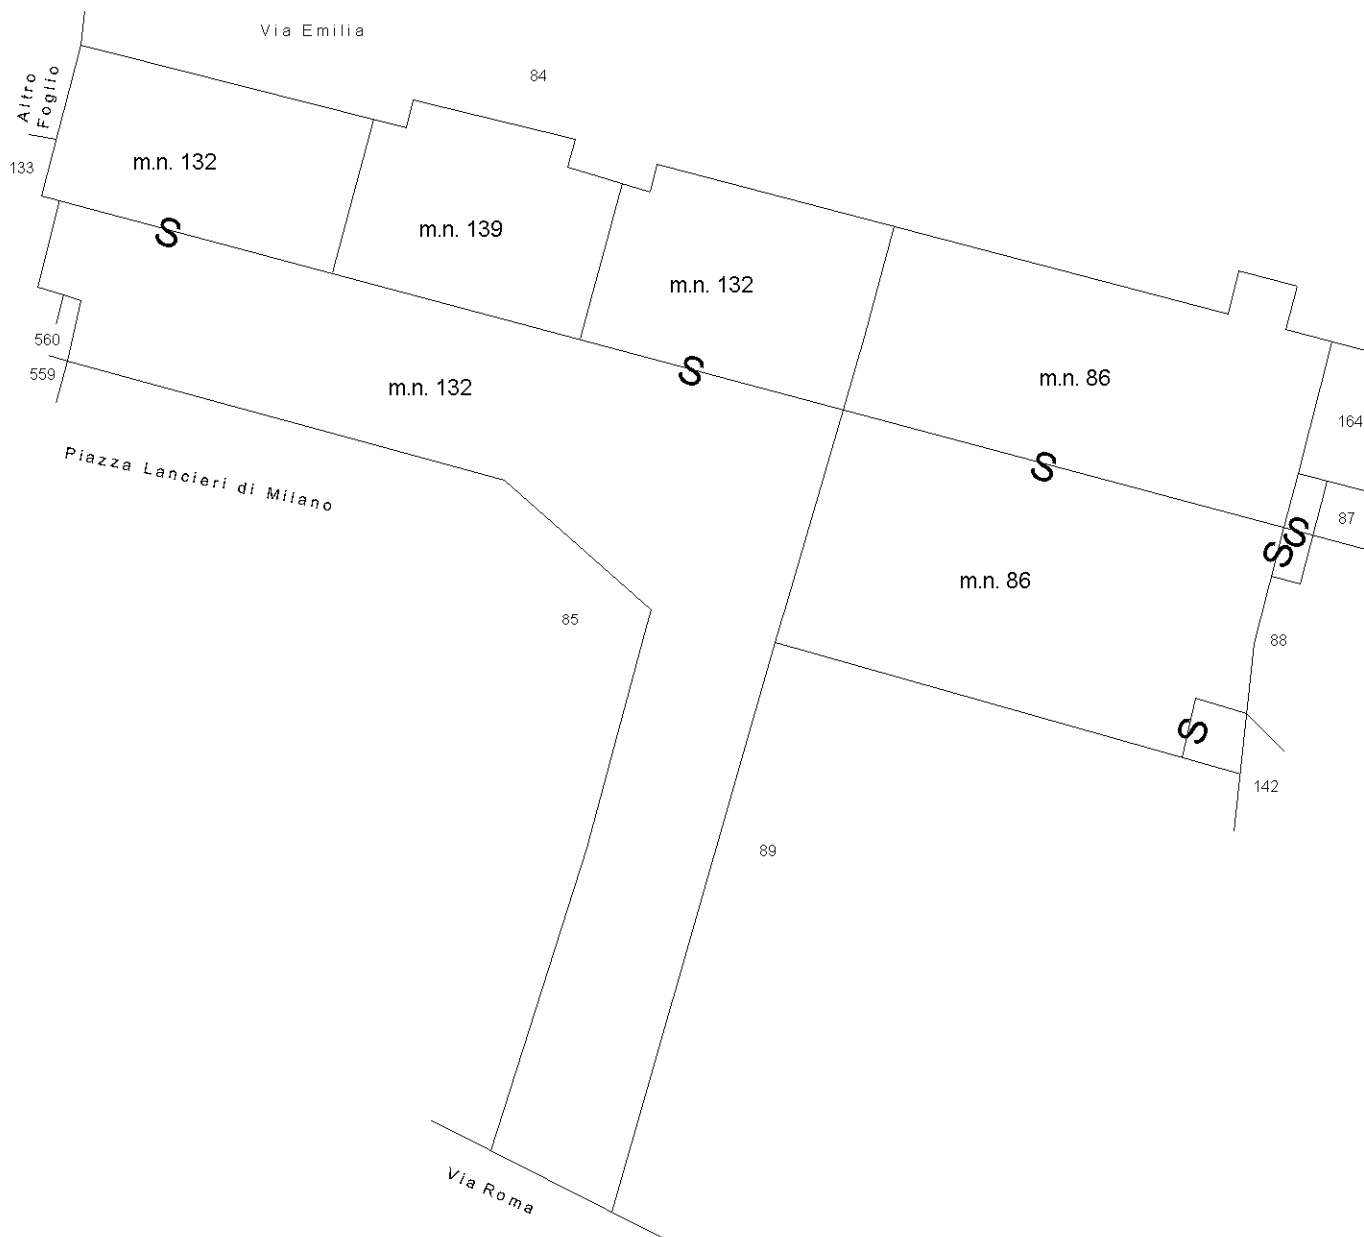 Via Emilia
84
Altro
Foglio
133
m.n. 132
m.n. 139
m.n. 132
m.n. 86
164
S
S
S
S
S
S
87
560
559
m.n. 132
Piazza Lancieri di Milano
85
m.n. 86
88
142
89
Via Roma